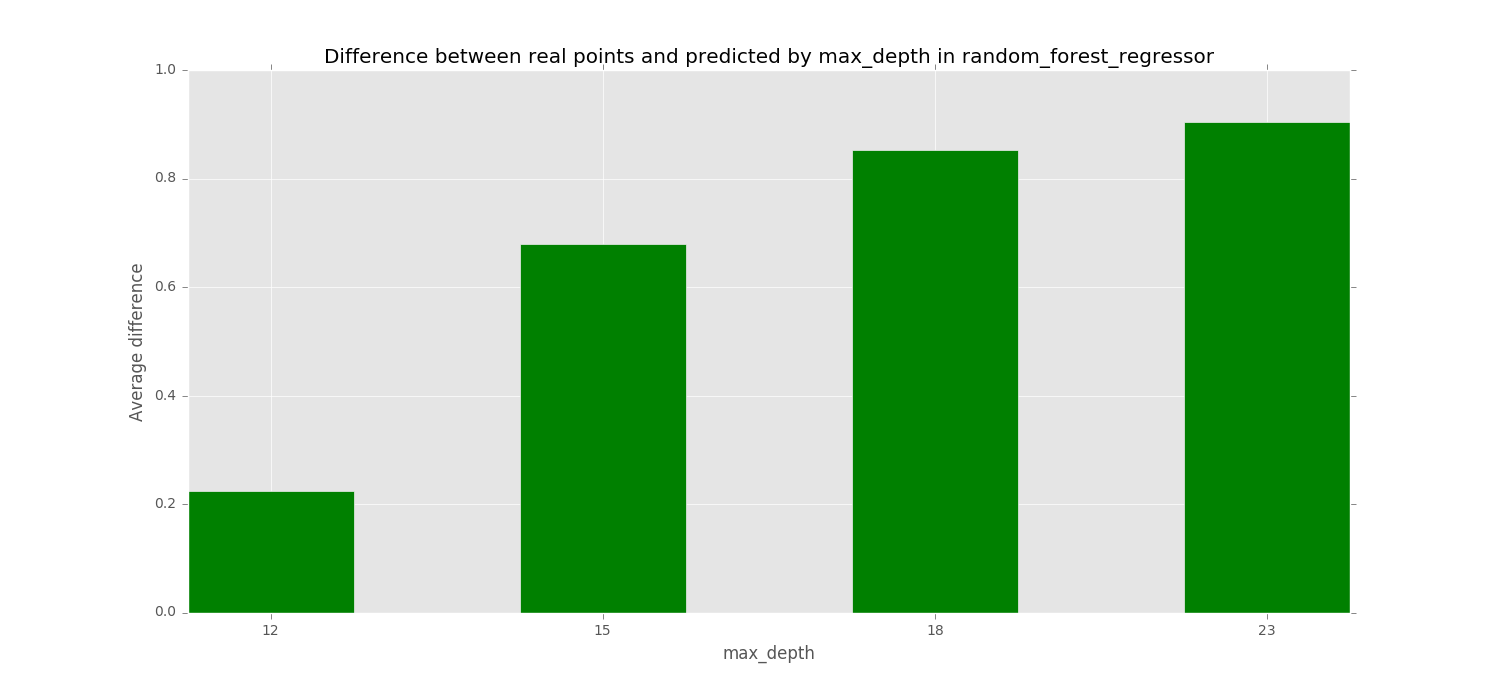 Difference between real points and predicted by max_depth in random_forest_regressor
1.0
0.8
0.6
0.4
0.2
0.0
Average difference
12 15 18 23
max_depth